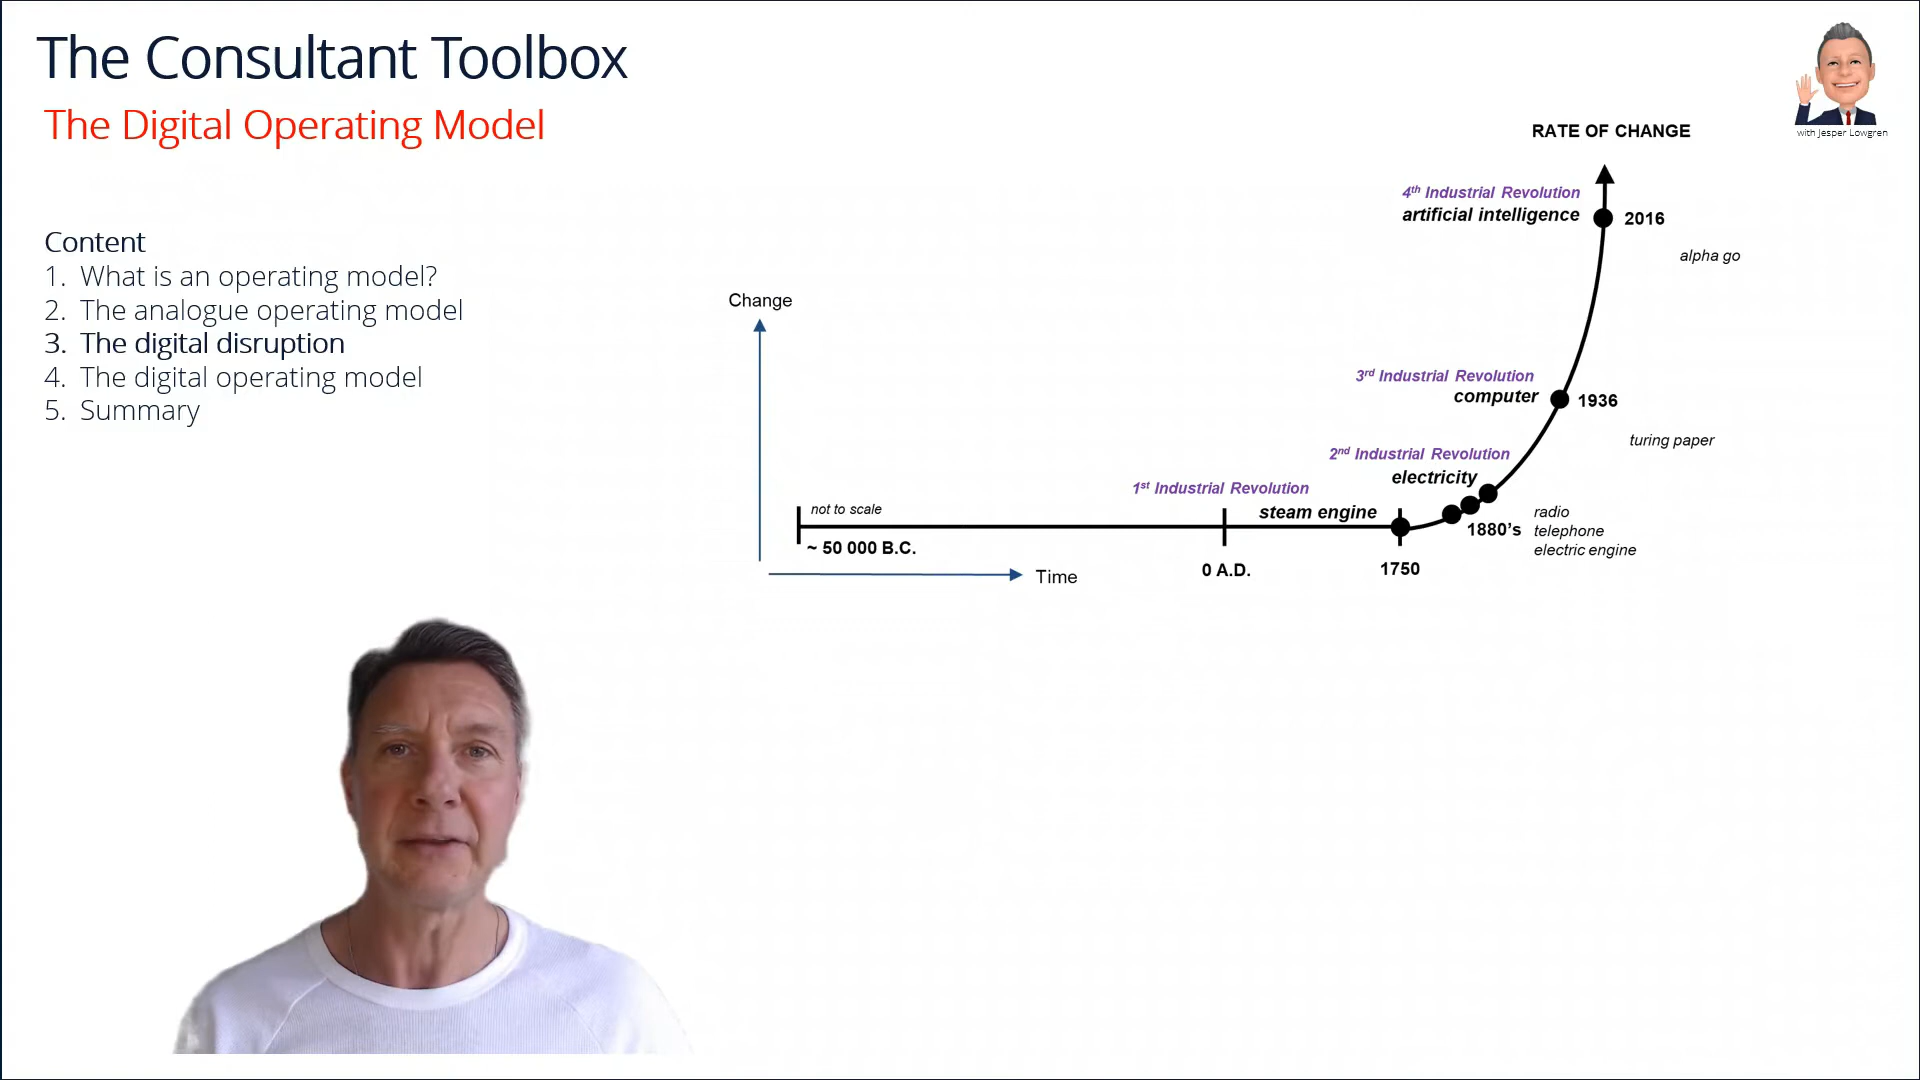 The Consultant Toolbox
The Digital Operating Model
with Jesper Lowgren
Content
1. What is an operating model?
2. The analogue operating model
3. The digital disruption
4. The digital operating model
5. Summary
RATE OF CHANGE
4th Industrial Revolution
artificial intelligence
2016
alpha go
Change
3rd Industrial Revolution
computer
1936
turing paper
2nd Industrial Revolution
electricity
1st Industrial Revolution
steam engine
not to scale
~ 50 000 B.C.
1880’s
radio
telephone
electric engine
0 A.D.
1750
Time